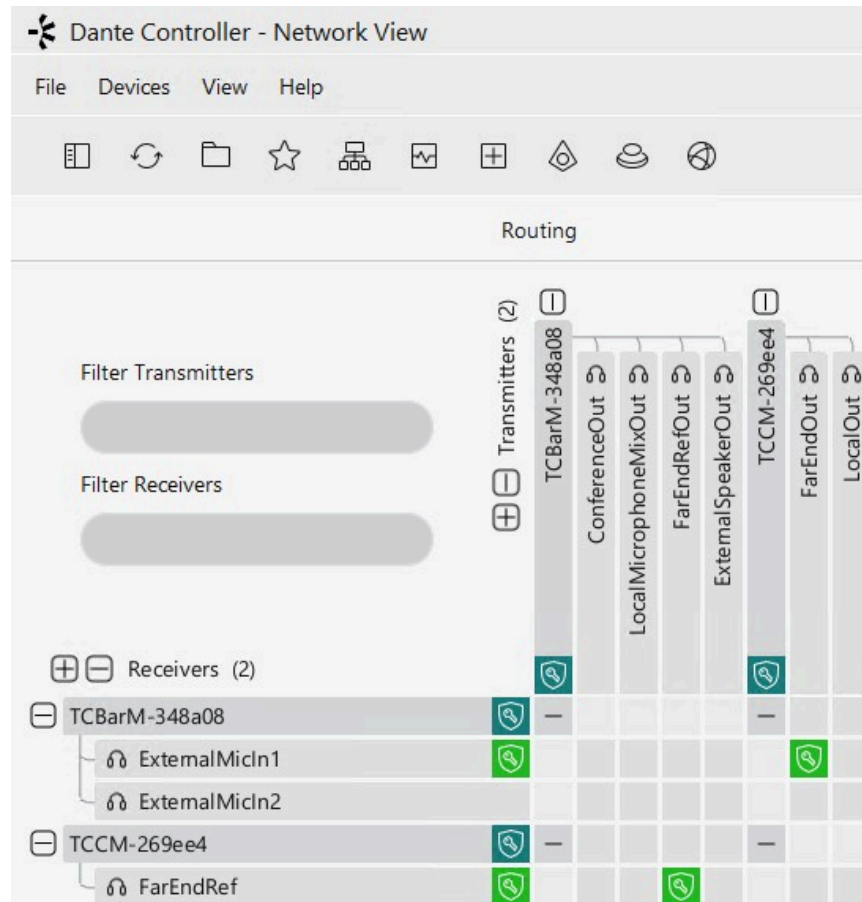 Dante Controller - Network View
File Devices View Help
Routing
Filter Transmitters
Filter Receivers
Transmitters (2)
TCBarM-348a08
ConferenceOut
LocalMicrophoneMixOut
FarEndRefOut
ExternalSpeakerOut
TCCM-269ee4
FarEndOut
LocalOut
Receivers (2)
TCBarM-348a08
ExternalMicIn1
ExternalMicIn2
TCCM-269ee4
FarEndRef